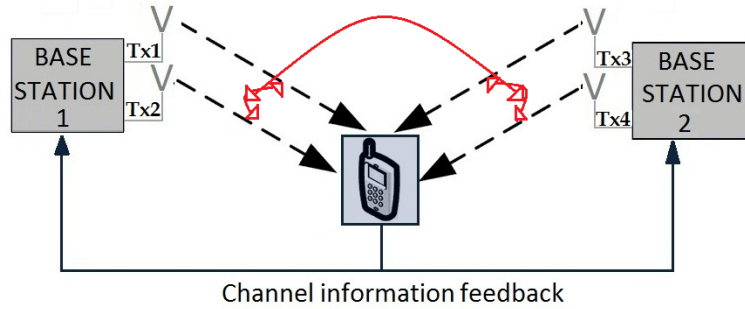 BASE
STATION
1
Tx1
Tx2
Tx3
Tx4
BASE
STATION
2
Channel information feedback